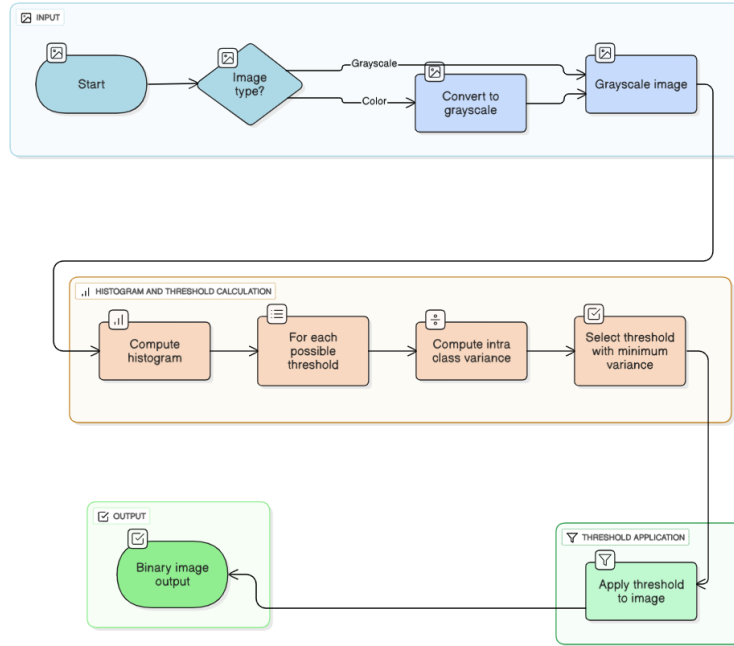 INPUT
Start
Image
type?
Grayscale
Color
Convert to
grayscale
Grayscale image
HISTOGRAM AND THRESHOLD CALCULATION
Compute
histogram
For each
possible
threshold
Compute intra
class variance
Select threshold
with minimum
variance
OUTPUT
Binary image
output
THRESHOLD APPLICATION
Apply threshold
to image